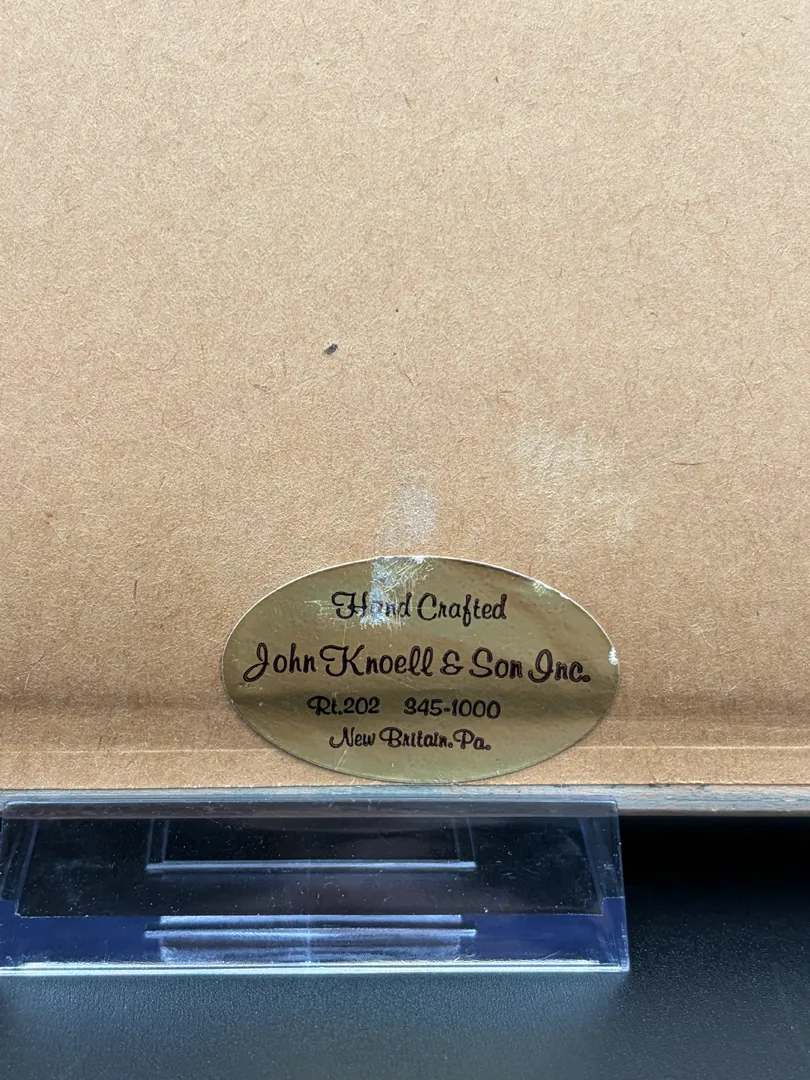 Hand Crafted
John Knoell & Son Inc.
Rt.202 345-1000
New Britain, Pa.